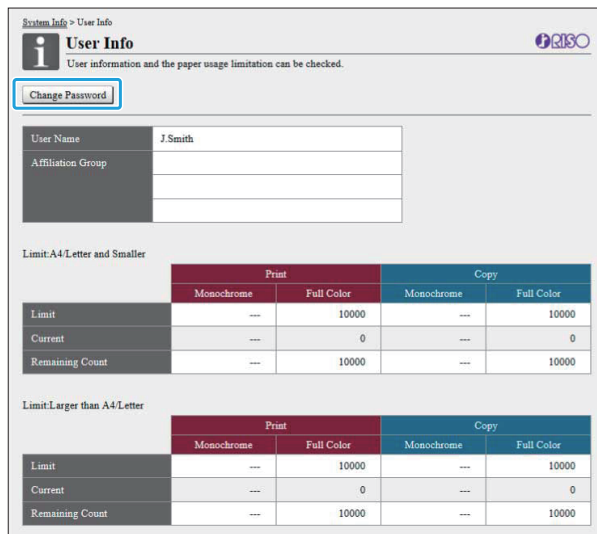 System Info > User Info
i User Info RISO
User information and the paper usage limitation can be checked.
Change Password
User Name J.Smith
Affiliation Group
Limit:A4/Letter and Smaller
Print Copy
Monochrome Full Color Monochrome Full Color
Limit --- 10000 --- 10000
Current --- 0 --- 0
Remaining Count --- 10000 --- 10000
Limit:Larger than A4/Letter
Print Copy
Monochrome Full Color Monochrome Full Color
Limit --- 10000 --- 10000
Current --- 0 --- 0
Remaining Count --- 10000 --- 10000